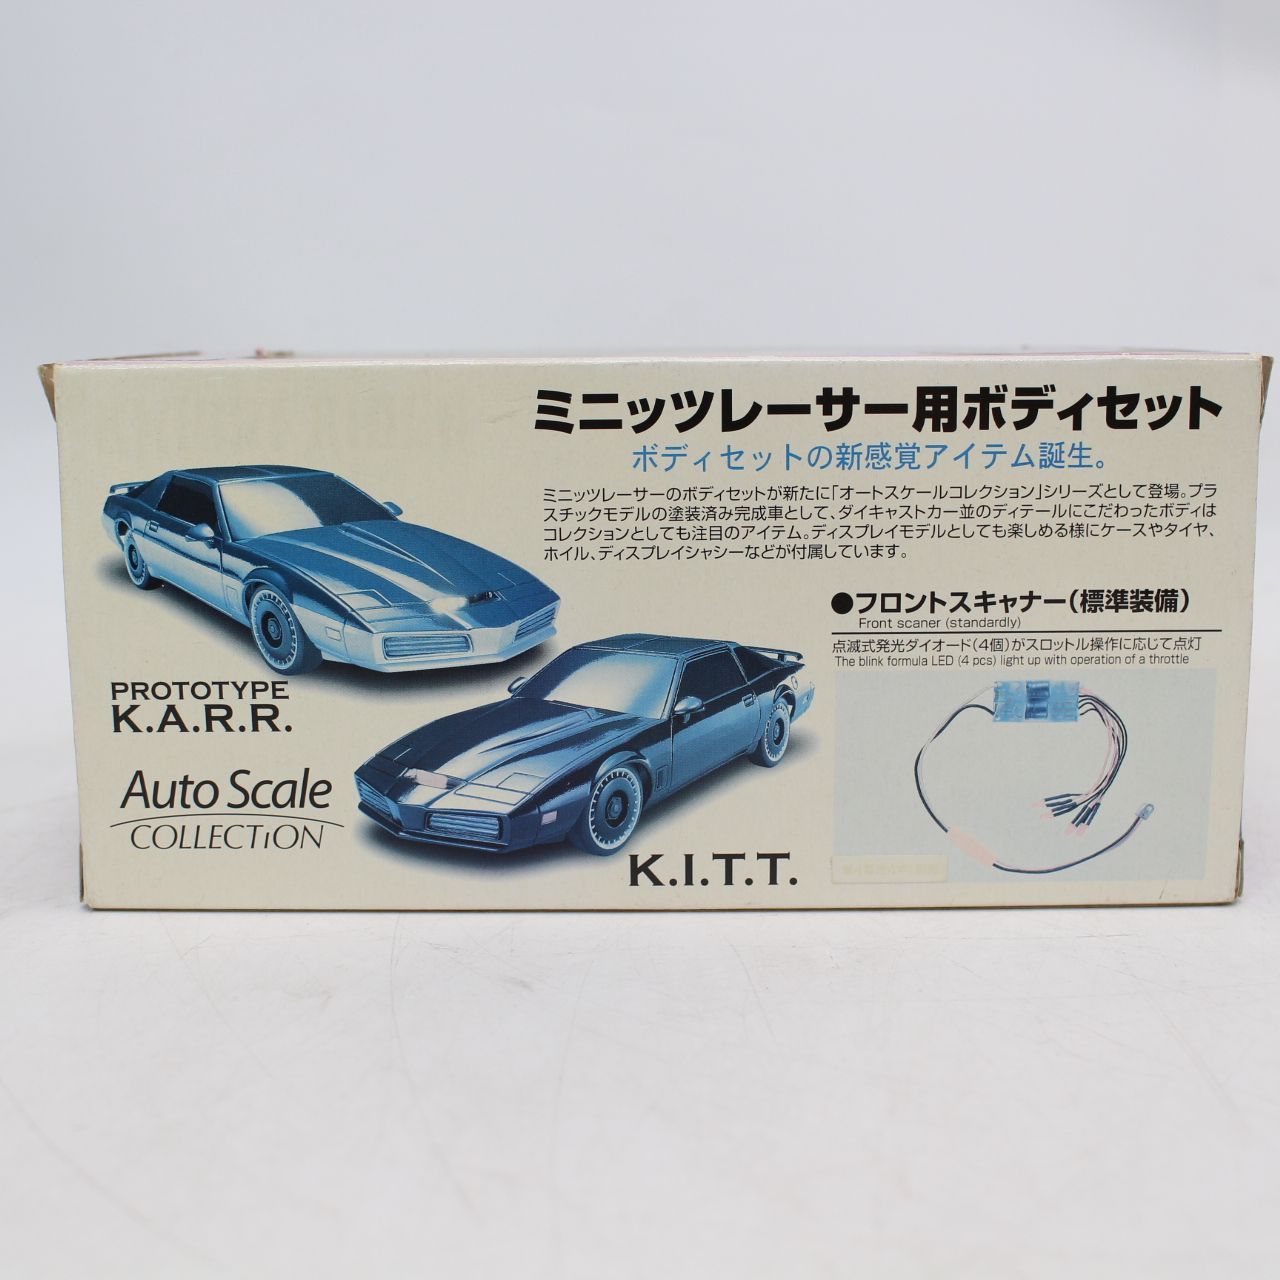 ミニッツレーサー用ボディセット
ボディセットの新感覚アイテム誕生。
ミニッツレーサーのボディセットが新たに「オートスケールコレクション」シリーズとして登場。プラ
スチックモデルの塗装済み完成車として、ダイキャストカー並のディテールにこだわったボディは
コレクションとしても注目のアイテム。ディスプレイモデルとしても楽しめる様にケースやタイヤ、
ホイル、ディスプレイシャシーなどが付属しています。
●フロントスキャナー(標準装備)
Front scaner (standardly)
点滅式発光ダイオード(4個)がスロットル操作に応じて点灯
The blink formula LED (4 pcs) light up with operation of a throttle
PROTOTYPE
K.A.R.R.
Auto Scale
COLLECTiON
K.I.T.T.